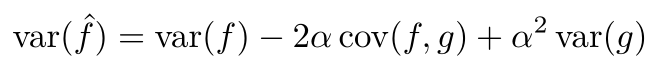 var(f̂) = var(f) − 2α cov(f, g) + α² var(g)